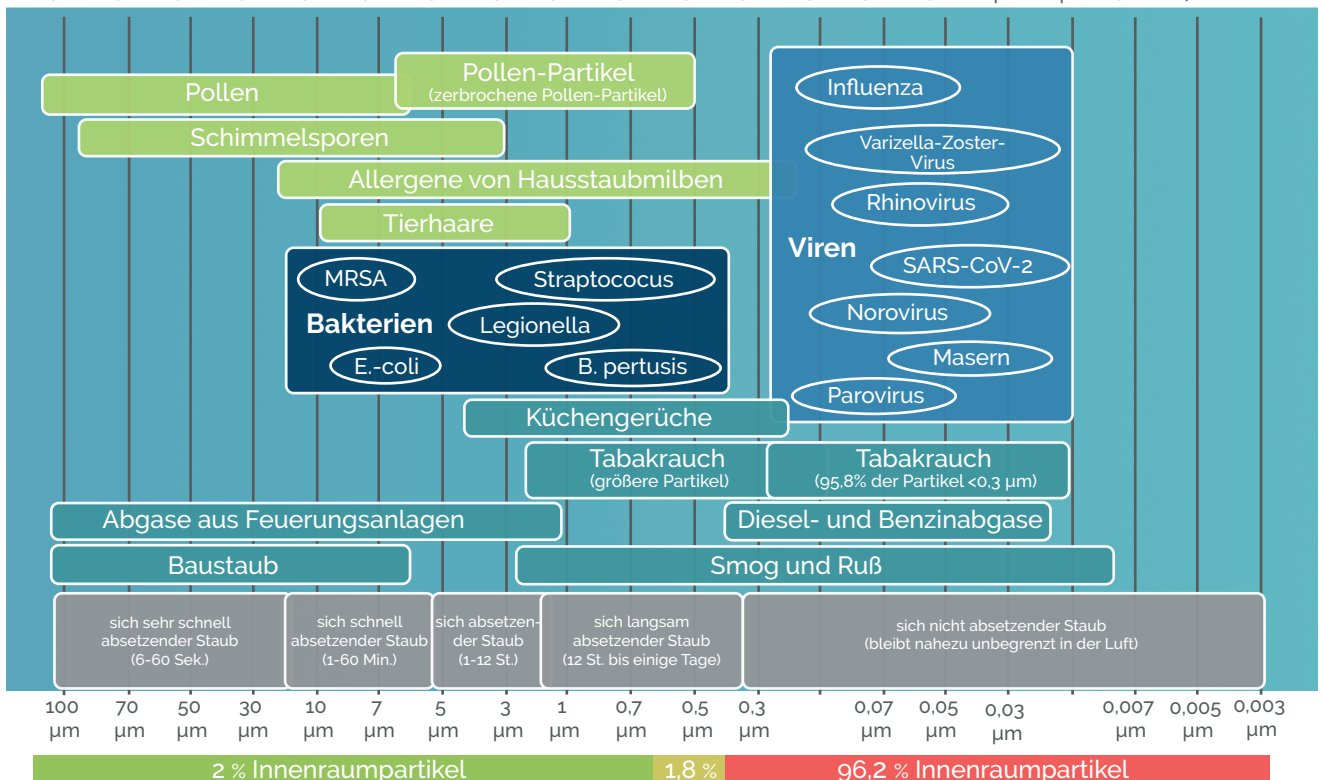 Pollen
Pollen-Partikel
(zerbrochene Pollen-Partikel)
Schimmelsporen
Allergene von Hausstaubmilben
Tierhaare
MRSA
Straptococus
Bakterien
Legionella
E.-coli
B. pertusis
Influenza
Varizella-Zoster-
Virus
Rhinovirus
Viren
SARS-CoV-2
Norovirus
Masern
Parovirus
Küchengerüche
Tabakrauch
(größere Partikel)
Tabakrauch
(95,8% der Partikel <0,3 µm)
Abgase aus Feuerungsanlagen
Diesel- und Benzinabgase
Baustaub
Smog und Ruß
sich sehr schnell
absetzender Staub
(6-60 Sek.)
sich schnell
absetzender Staub
(1-60 Min.)
sich absetzen-
der Staub
(1-12 St.)
sich langsam
absetzender Staub
(12 St. bis einige Tage)
sich nicht absetzender Staub
(bleibt nahezu unbegrenzt in der Luft)
100 70 50 30 10 7 5 3 1 0,7 0,5 0,3 0,07 0,05 0,03 0,007 0,005 0,003
µm µm µm µm µm µm µm µm µm µm µm µm µm µm µm µm µm µm
2 % Innenraumpartikel 1,8 % 96,2 % Innenraumpartikel